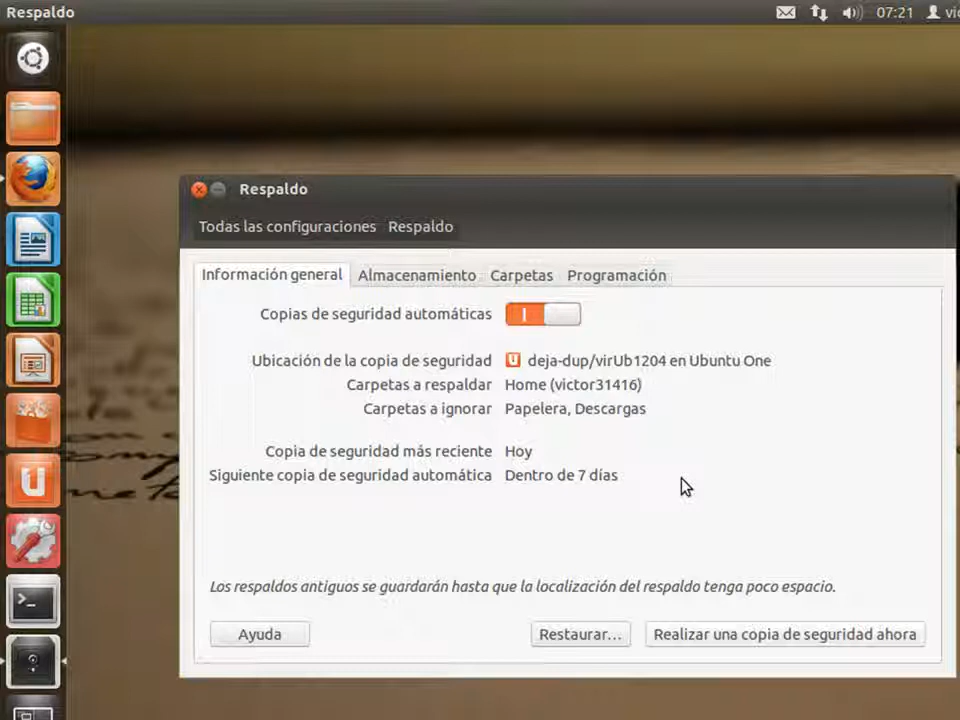 Respaldo
07:21
Respaldo
Todas las configuraciones Respaldo
Información general Almacenamiento Carpetas Programación
Copias de seguridad automáticas
Ubicación de la copia de seguridad deja-dup/virUb1204 en Ubuntu One
Carpetas a respaldar Home (victor31416)
Carpetas a ignorar Papelera, Descargas
Copia de seguridad más reciente Hoy
Siguiente copia de seguridad automática Dentro de 7 días
Los respaldos antiguos se guardarán hasta que la localización del respaldo tenga poco espacio.
Ayuda Restaurar... Realizar una copia de seguridad ahora